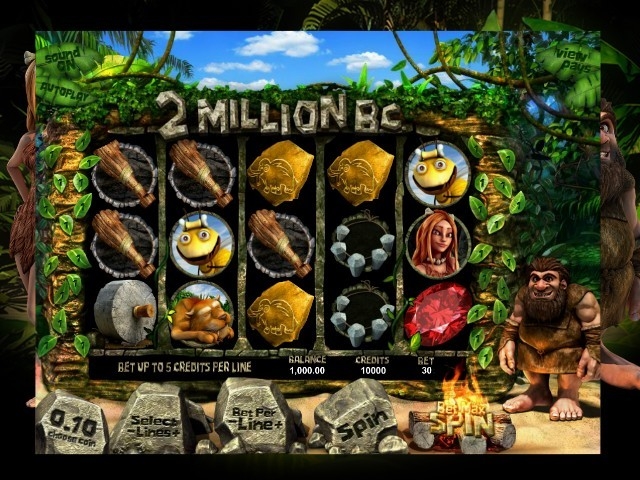 Sound
On
AUTOPLAY
View
Pays
2 MILLION B.C.
BET UP TO 5 CREDITS PER LINE
BALANCE
1,000.00
CREDITS
10000
BET
30
0.10
Choose Coin
Select
-Lines+
Bet Per
-Line+
Spin
Bet Max
SPIN